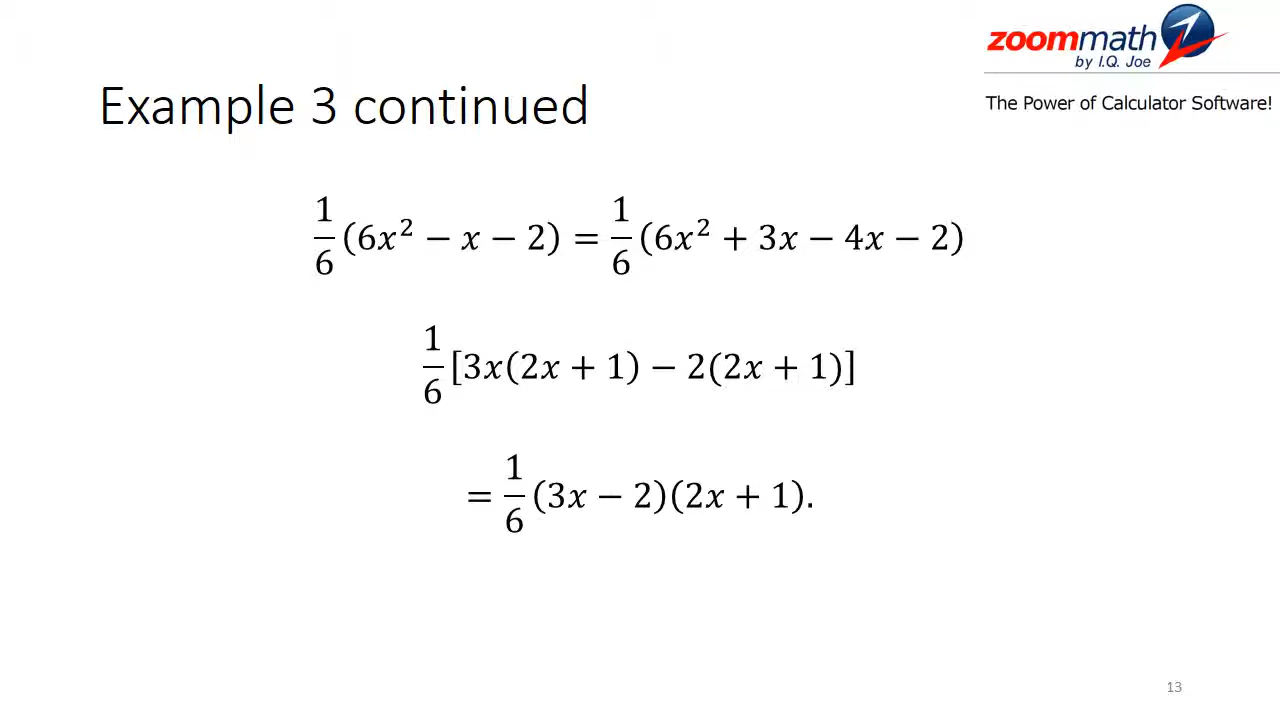 zoommath
by I.Q. Joe
The Power of Calculator Software!
Example 3 continued
1/6 (6x² − x − 2) = 1/6 (6x² + 3x − 4x − 2)
1/6 [3x(2x + 1) − 2(2x + 1)]
= 1/6 (3x − 2)(2x + 1).
13